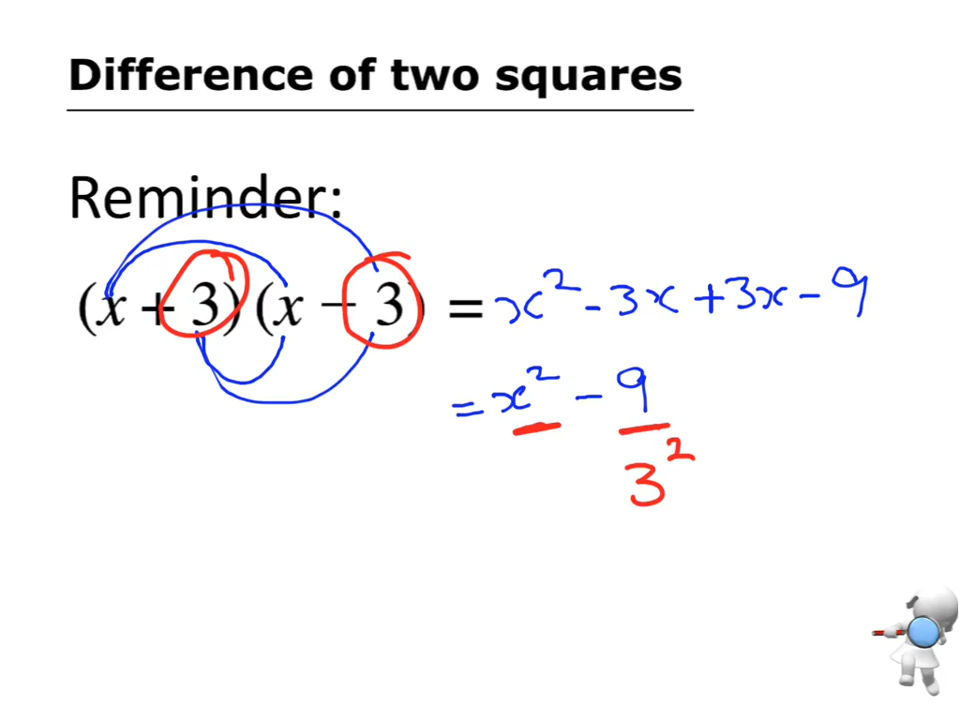 Difference of two squares
Reminder:
(x + 3)(x − 3) = x² - 3x + 3x - 9
= x² - 9
3²